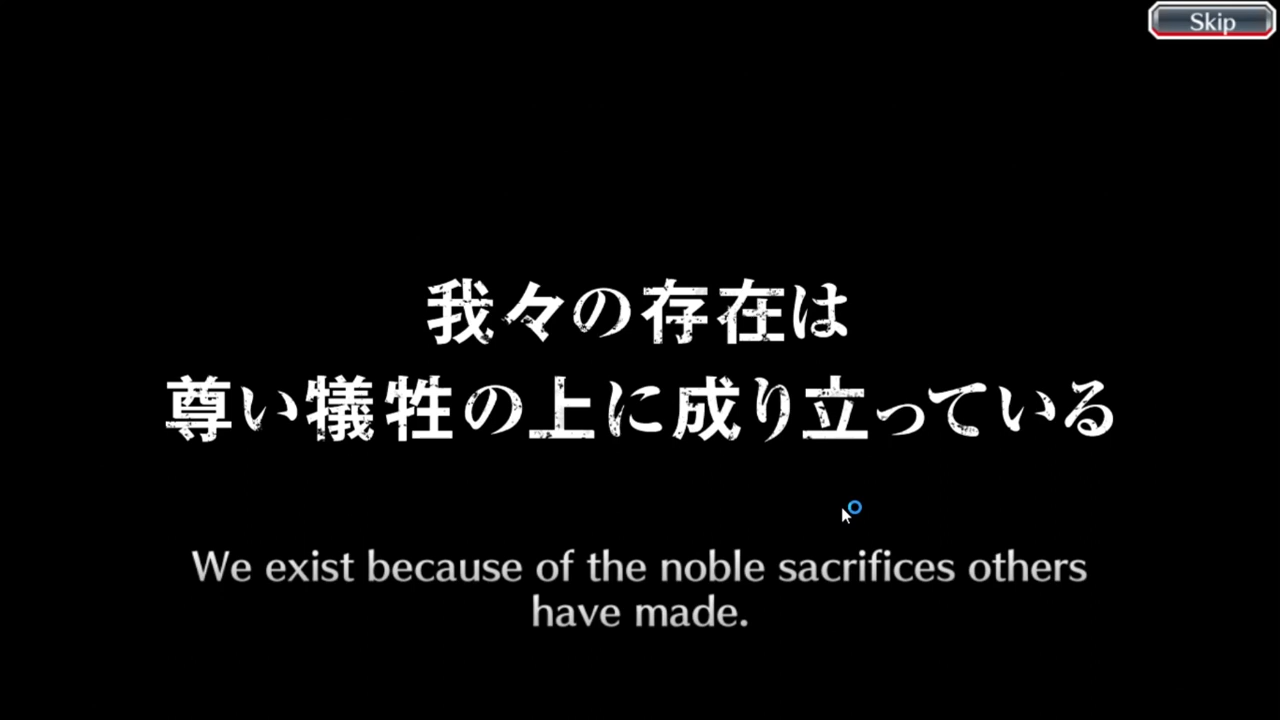 Skip
我々の存在は
尊い犠牲の上に成り立っている
We exist because of the noble sacrifices others
have made.